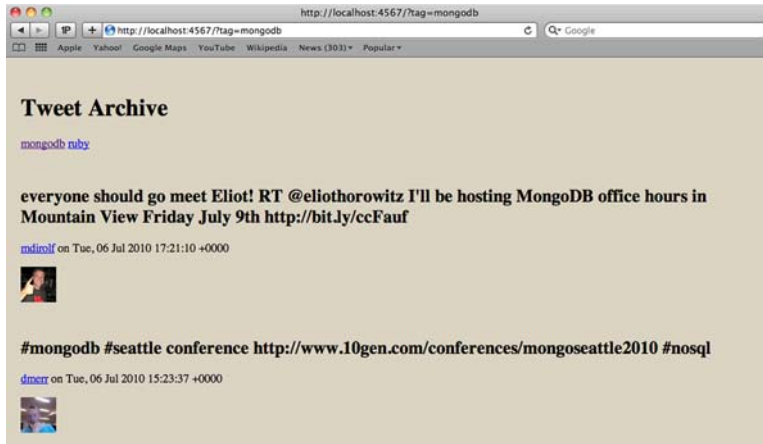 http://localhost:4567/?tag=mongodb
1P + http://localhost:4567/?tag=mongodb Google
Apple Yahoo! Google Maps YouTube Wikipedia News (303) Popular
Tweet Archive
mongodb ruby
everyone should go meet Eliot! RT @eliothorowitz I'll be hosting MongoDB office hours in
Mountain View Friday July 9th http://bit.ly/ccFauf
mdirolf on Tue, 06 Jul 2010 17:21:10 +0000
#mongodb #seattle conference http://www.10gen.com/conferences/mongoseattle2010 #nosql
dmerr on Tue, 06 Jul 2010 15:23:37 +0000